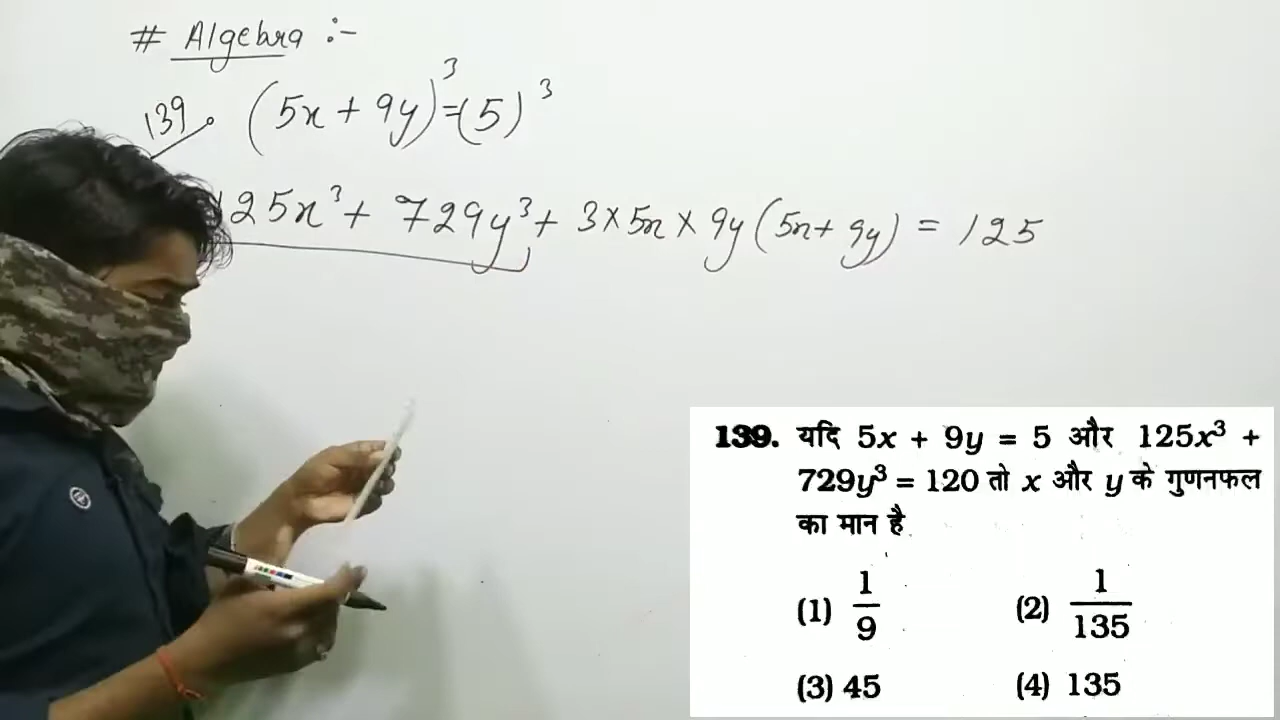 # Algebra :-
139. (5x + 9y)³ = (5)³
125x³ + 729y³ + 3 × 5x × 9y (5x + 9y) = 125
139. यदि 5x + 9y = 5 और 125x³ +
729y³ = 120 तो x और y के गुणनफल
का मान है
(1) 1/9 (2) 1/135
(3) 45 (4) 135